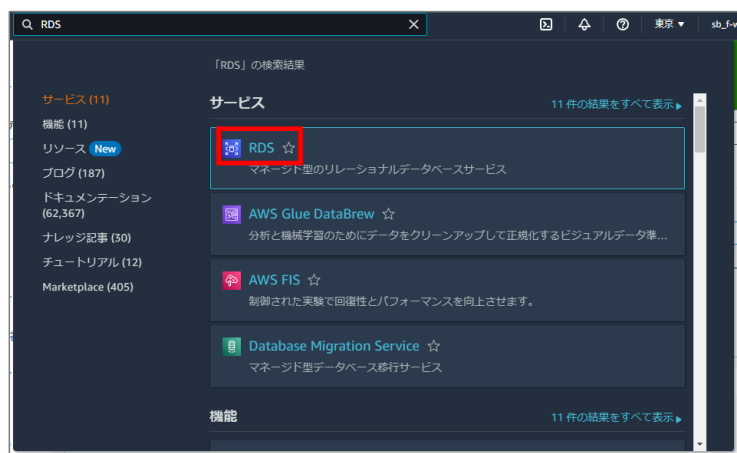 RDS
東京 ▼
sb_f-w
「RDS」の検索結果
サービス (11)
機能 (11)
リソース New
ブログ (187)
ドキュメンテーション
(62,367)
ナレッジ記事 (30)
チュートリアル (12)
Marketplace (405)
サービス
11 件の結果をすべて表示 ▶
RDS ☆
マネージド型のリレーショナルデータベースサービス
AWS Glue DataBrew ☆
分析と機械学習のためにデータをクリーンアップして正規化するビジュアルデータ準...
AWS FIS ☆
制御された実験で回復性とパフォーマンスを向上させます。
Database Migration Service ☆
マネージド型データベース移行サービス
機能
11 件の結果をすべて表示 ▶